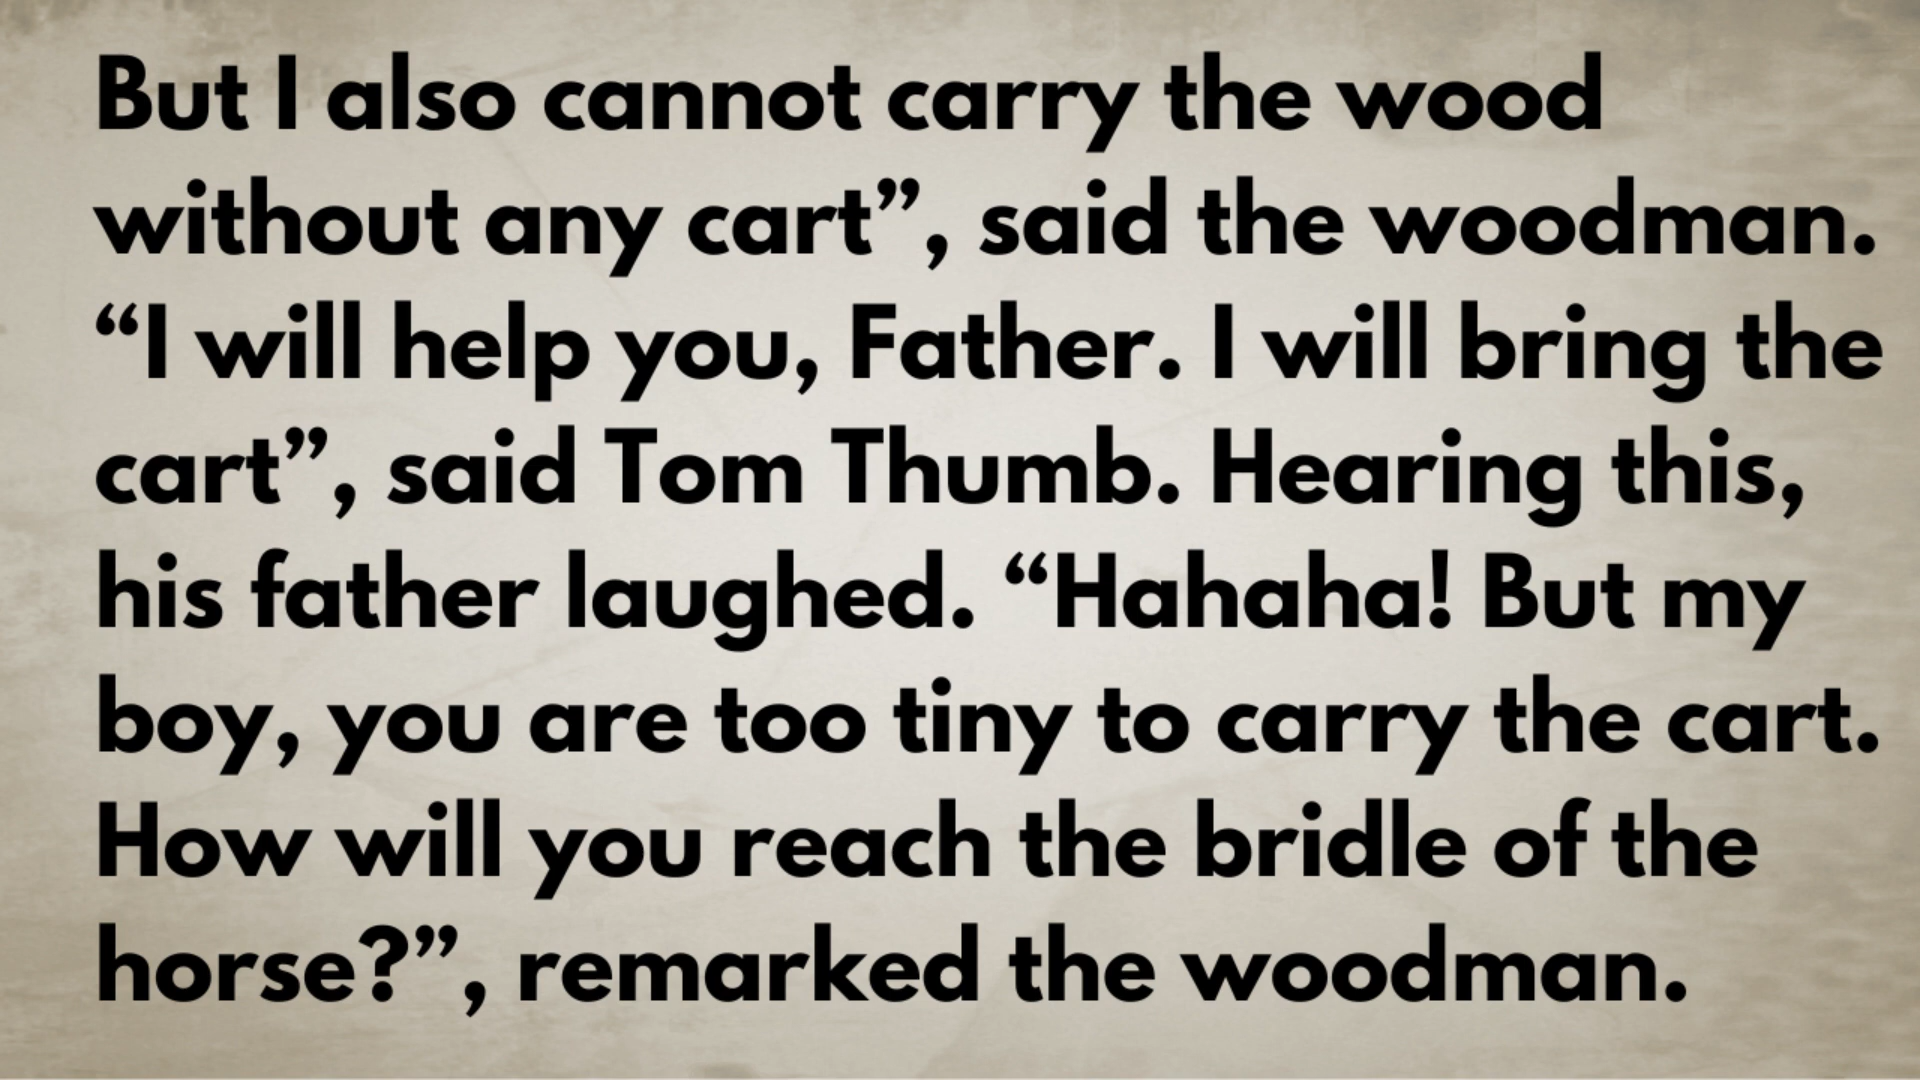 But I also cannot carry the wood
without any cart”, said the woodman.
“I will help you, Father. I will bring the
cart”, said Tom Thumb. Hearing this,
his father laughed. “Hahaha! But my
boy, you are too tiny to carry the cart.
How will you reach the bridle of the
horse?”, remarked the woodman.